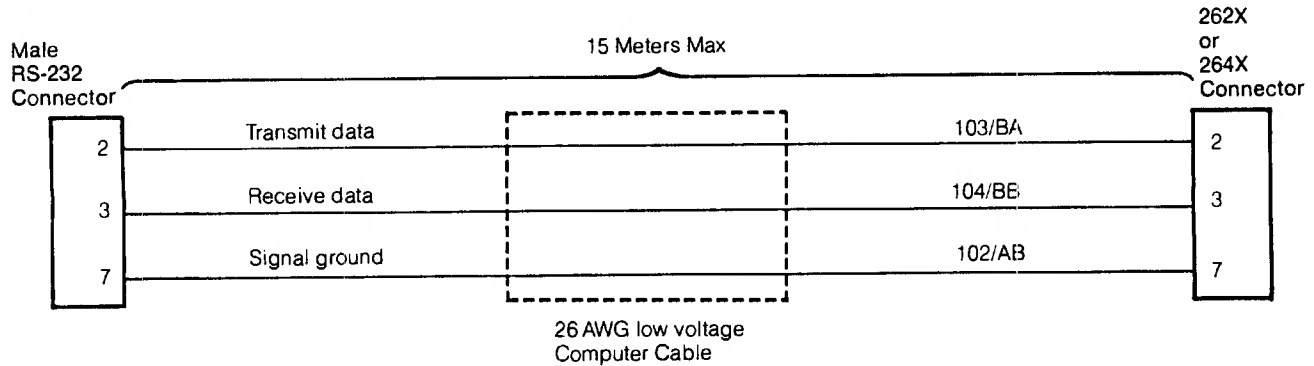 Male
RS-232
Connector
15 Meters Max
262X
or
264X
Connector
2
Transmit data
103/BA
2
3
Receive data
104/BB
3
7
Signal ground
102/AB
7
26 AWG low voltage
Computer Cable